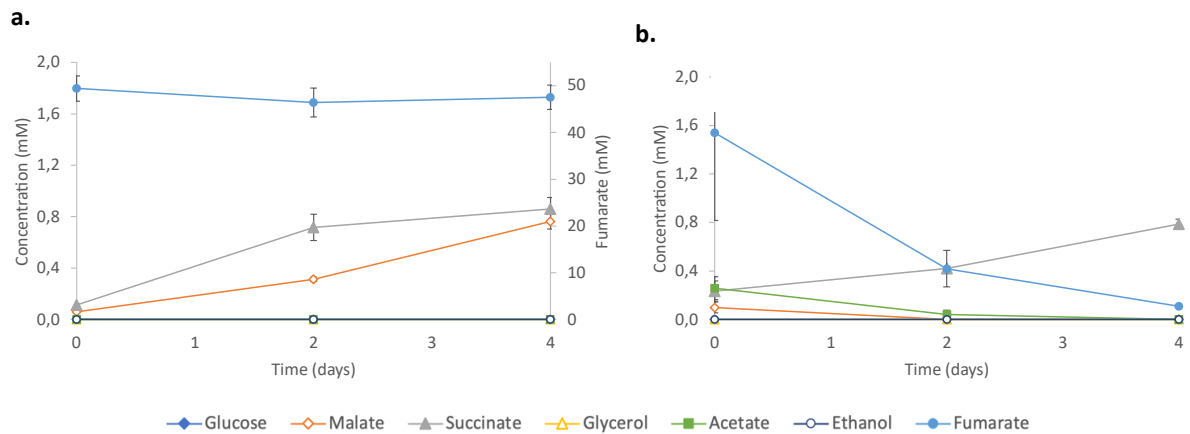 a.
2,0
1,6
1,2
0,8
0,4
0,0
Concentration (mM)
50
40
30
20
10
0
Fumarate (mM)
0 1 2 3 4
Time (days)
b.
2,0
1,6
1,2
0,8
0,4
0,0
Concentration (mM)
0 1 2 3 4
Time (days)
Glucose Malate Succinate Glycerol Acetate Ethanol Fumarate